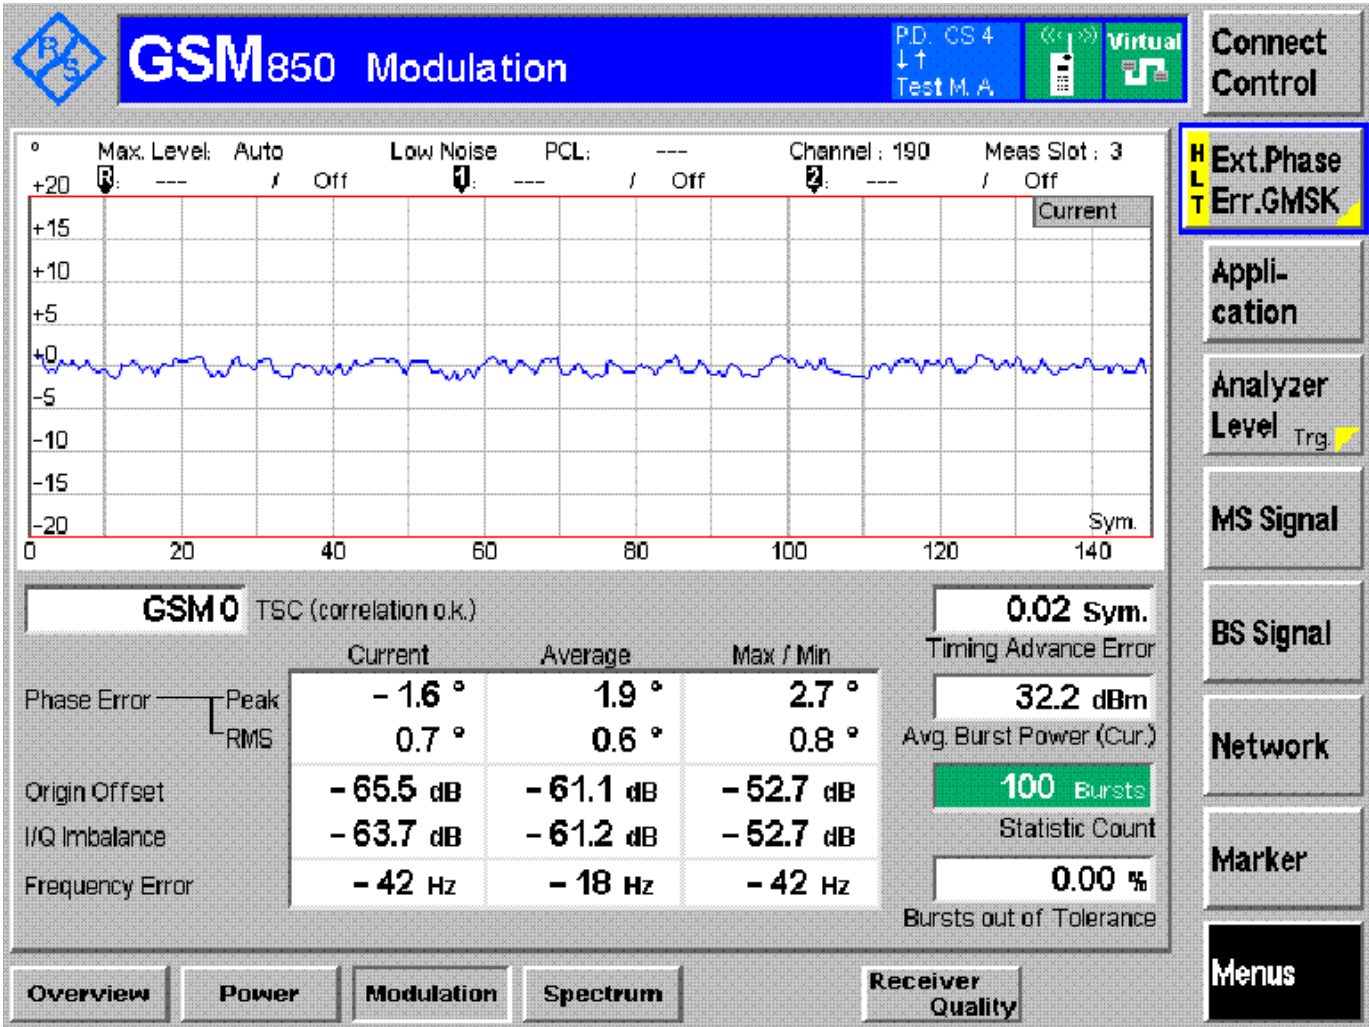 R/S
GSM850 Modulation
P.D. CS 4
↓↑
Test M. A.
Virtual
Connect
Control
° Max. Level: Auto Low Noise PCL: --- Channel : 190 Meas Slot : 3
R: --- / Off 1: --- / Off 2: --- / Off
Current
+20
+15
+10
+5
+0
-5
-10
-15
-20
Sym.
0 20 40 60 80 100 120 140
HLT
Ext.Phase
Err.GMSK
Appli-
cation
Analyzer
Level Trg.
MS Signal
BS Signal
Network
Marker
Menus
GSM 0 TSC (correlation o.k.)
0.02 Sym.
Timing Advance Error
Current Average Max / Min
Phase Error Peak - 1.6 ° 1.9 ° 2.7 °
RMS 0.7 ° 0.6 ° 0.8 °
Origin Offset - 65.5 dB - 61.1 dB - 52.7 dB
I/Q Imbalance - 63.7 dB - 61.2 dB - 52.7 dB
Frequency Error - 42 Hz - 18 Hz - 42 Hz
32.2 dBm
Avg. Burst Power (Cur.)
100 Bursts
Statistic Count
0.00 %
Bursts out of Tolerance
Overview Power Modulation Spectrum Receiver
Quality